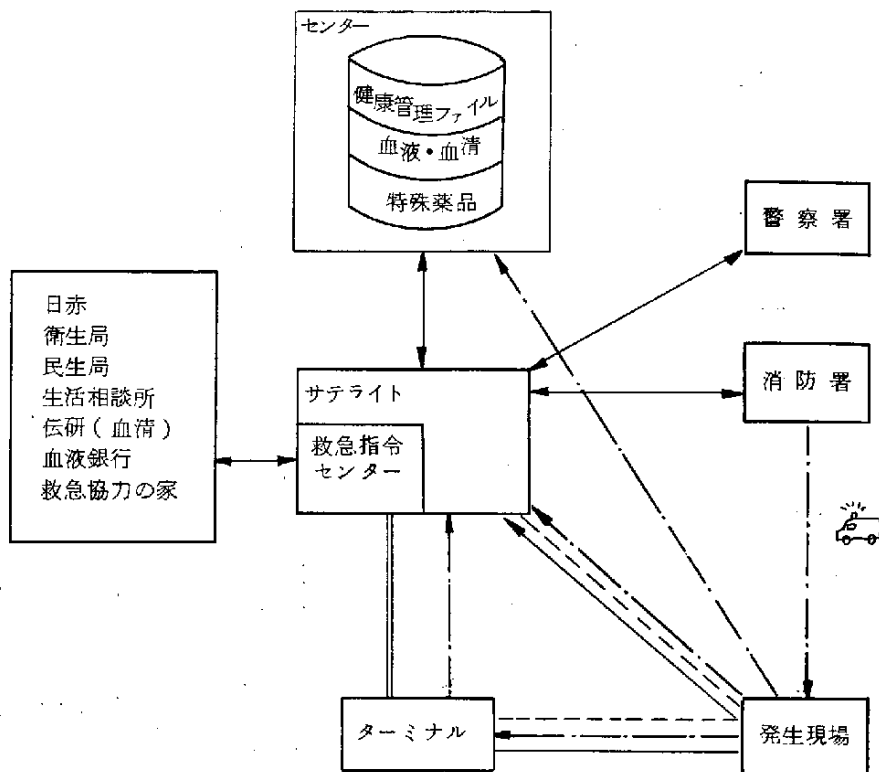 センター
健康管理ファイル
血液・血清
特殊薬品
警察署
日赤
衛生局
民生局
生活相談所
伝研(血清)
血液銀行
救急協力の家
サテライト
救急指令
センター
消防署
ターミナル
発生現場